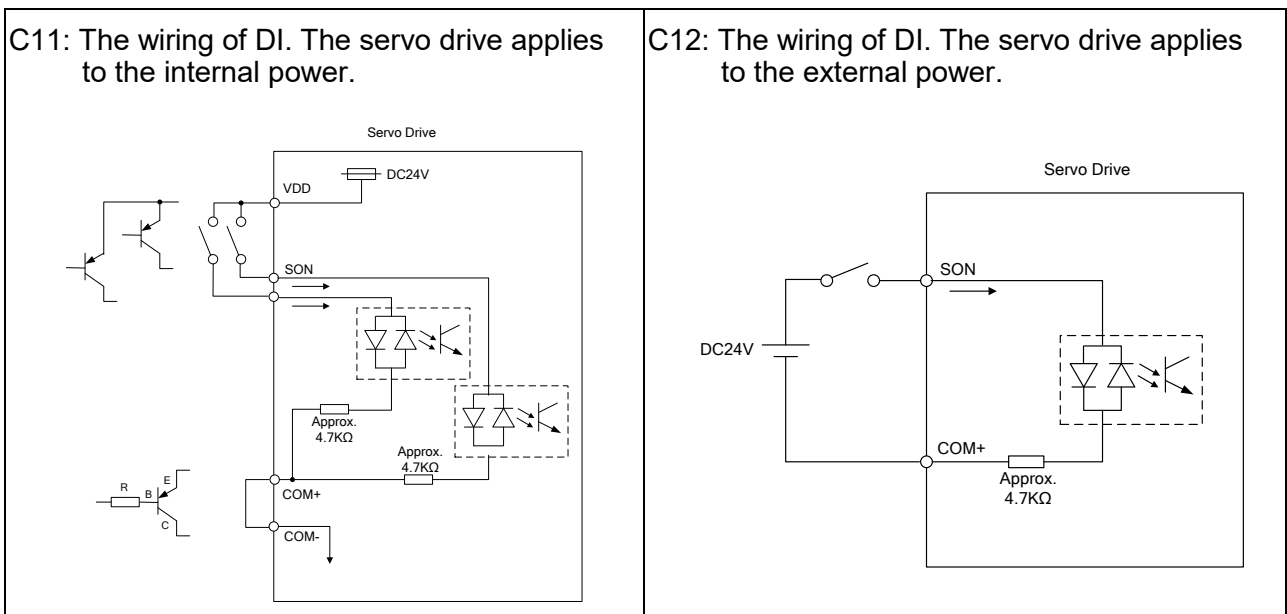 C11: The wiring of DI. The servo drive applies
to the internal power.
Servo Drive
VDD
DC24V
SON
Approx.
4.7KΩ
Approx.
4.7KΩ
COM+
COM-
R
B
E
C
C12: The wiring of DI. The servo drive applies
to the external power.
Servo Drive
SON
DC24V
COM+
Approx.
4.7KΩ